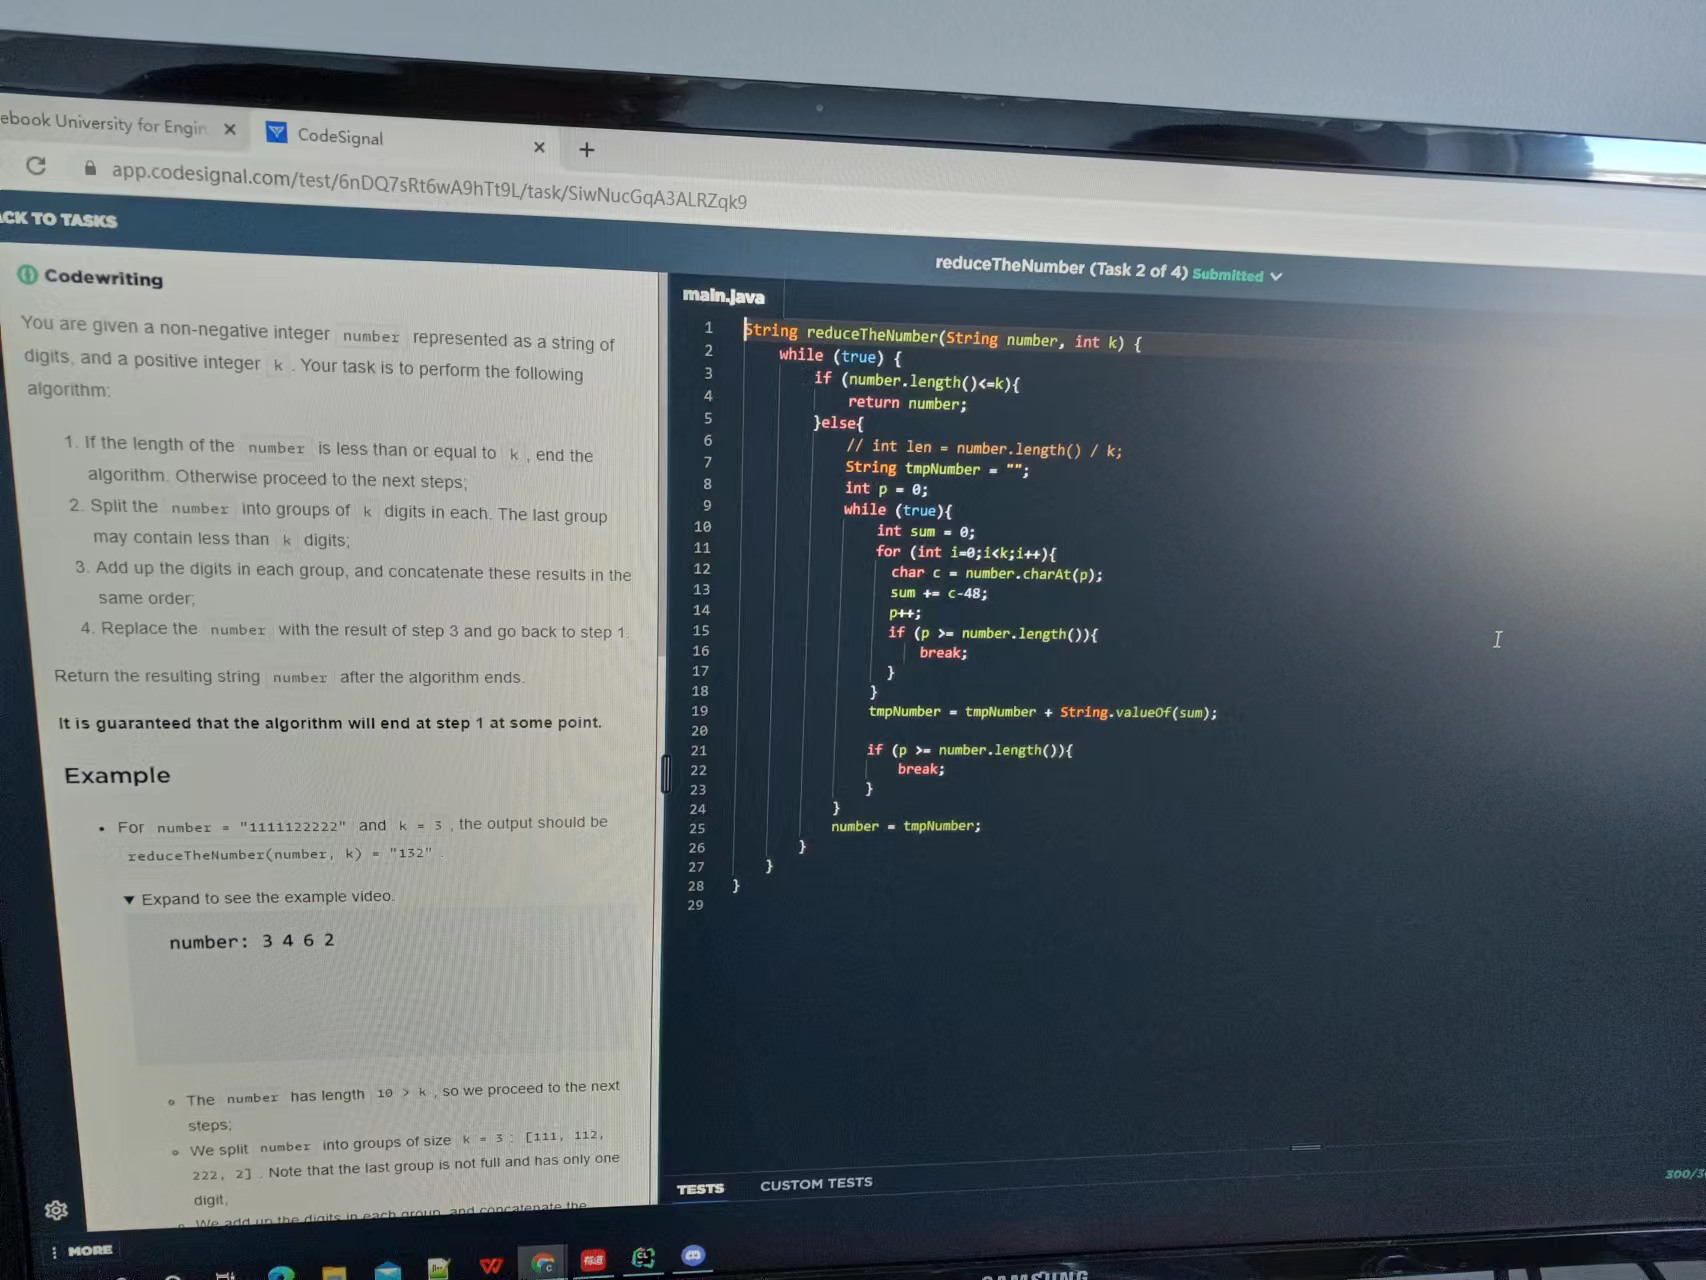 ebook University for Engin
CodeSignal
app.codesignal.com/test/6nDQ7sRt6wA9hTt9L/task/SiwNucGqA3ALRZqk9
ACK TO TASKS
reduceTheNumber (Task 2 of 4) Submitted
Codewriting
You are given a non-negative integer number represented as a string of
digits, and a positive integer k . Your task is to perform the following
algorithm:
1. If the length of the number is less than or equal to k , end the
algorithm. Otherwise proceed to the next steps;
2. Split the number into groups of k digits in each. The last group
may contain less than k digits;
3. Add up the digits in each group, and concatenate these results in the
same order;
4. Replace the number with the result of step 3 and go back to step 1.
Return the resulting string number after the algorithm ends.
It is guaranteed that the algorithm will end at step 1 at some point.
Example
• For number = "1111122222" and k = 3 , the output should be
reduceTheNumber(number, k) = "132" .
▼ Expand to see the example video.
number: 3 4 6 2
The number has length 10 > k , so we proceed to the next
steps;
We split number into groups of size k = 3 : [111, 112,
222, 2] . Note that the last group is not full and has only one
digit;
We add up the digits in each group, and concatenate the
MORE
main.java
1 String reduceTheNumber(String number, int k) {
2 while (true) {
3 if (number.length()<=k){
4 return number;
5 }else{
6 // int len = number.length() / k;
7 String tmpNumber = "";
8 int p = 0;
9 while (true){
10 int sum = 0;
11 for (int i=0;i<k;i++){
12 char c = number.charAt(p);
13 sum += c-48;
14 p++;
15 if (p >= number.length()){
16 break;
17 }
18 }
19 tmpNumber = tmpNumber + String.valueOf(sum);
20
21 if (p >= number.length()){
22 break;
23 }
24 }
25 number = tmpNumber;
26 }
27 }
28 }
29
TESTS CUSTOM TESTS
300/3
SAMSUNG